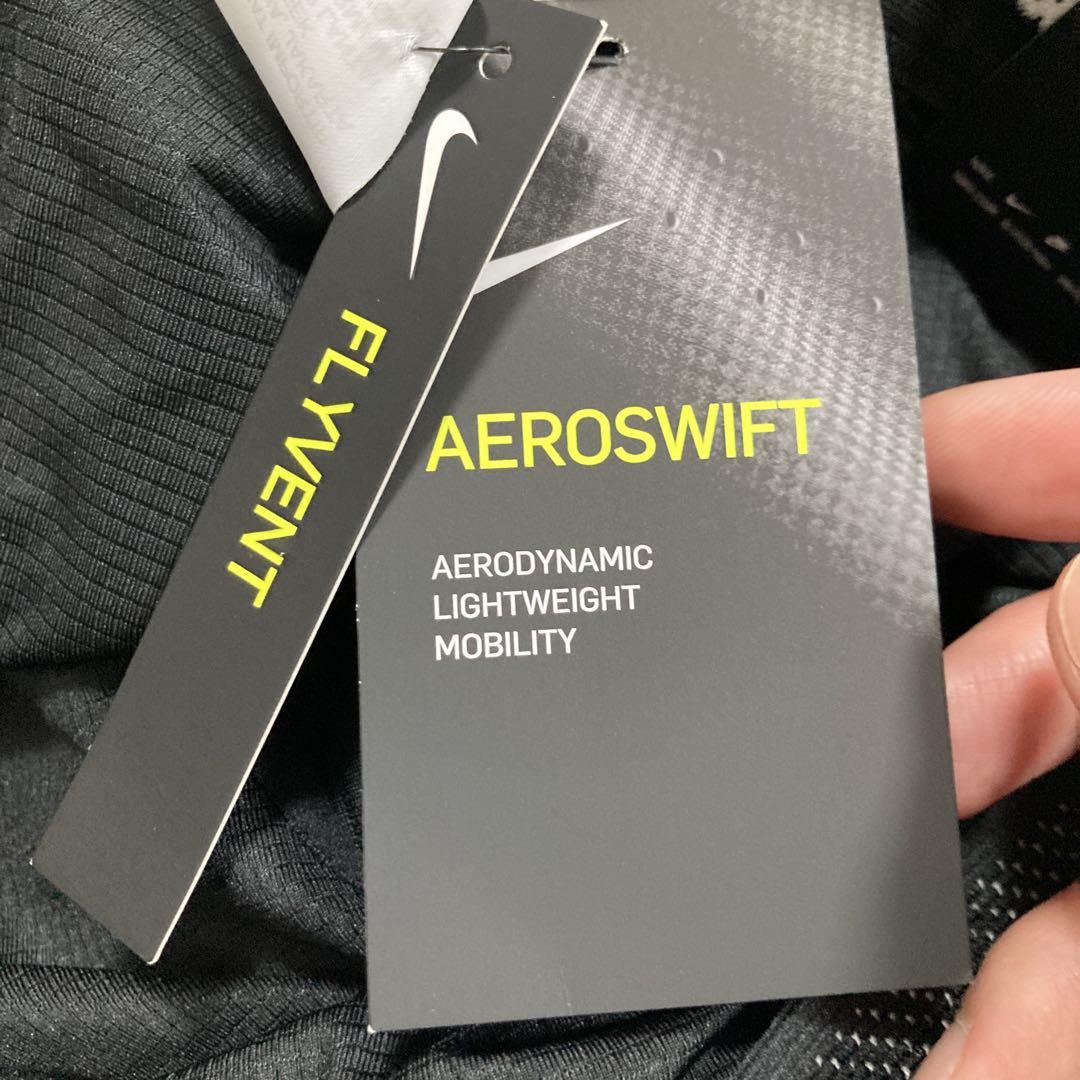 FLYVENT
AEROSWIFT
AERODYNAMIC
LIGHTWEIGHT
MOBILITY